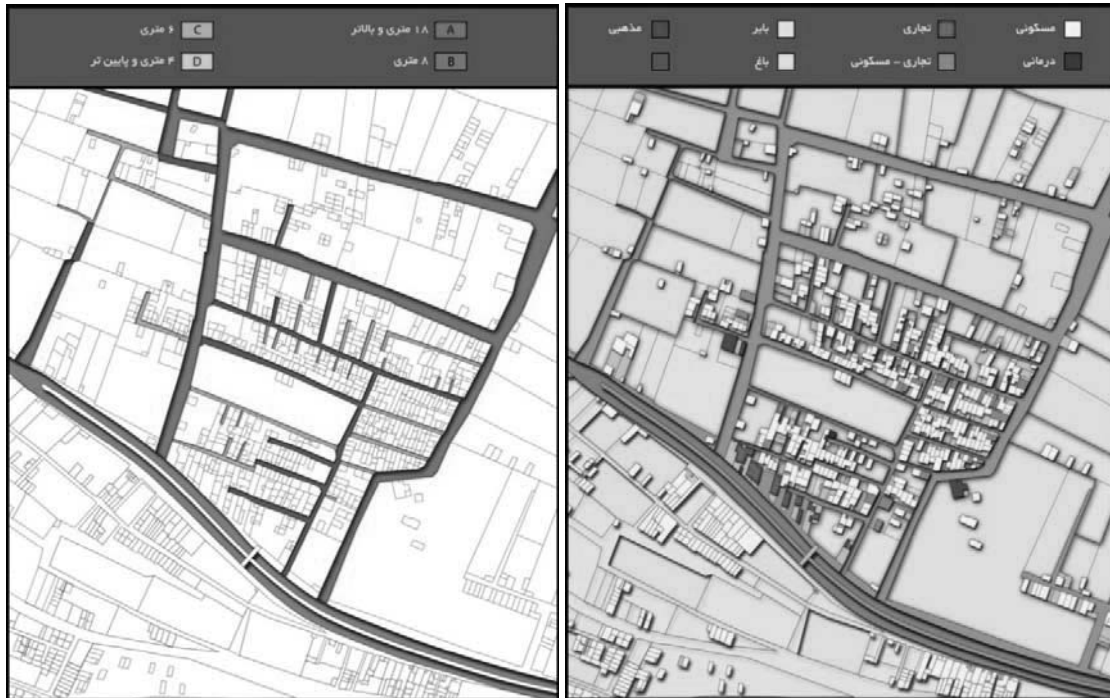 A ۱۸ متری و بالاتر
C ۶ متری
B ۸ متری
D ۴ متری و پایین تر
مسکونی
تجاری
بایر
مذهبی
درمانی
تجاری - مسکونی
باغ